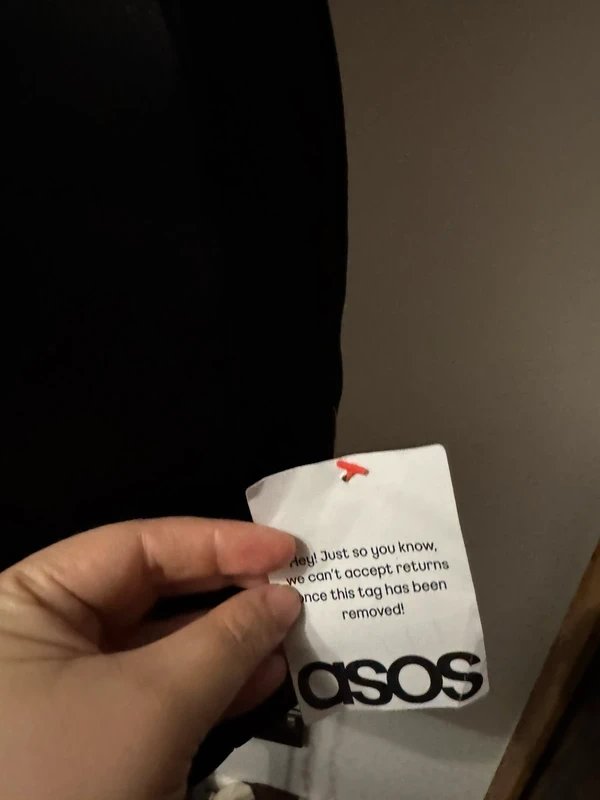 Hey! Just so you know,
we can't accept returns
once this tag has been
removed!
asos